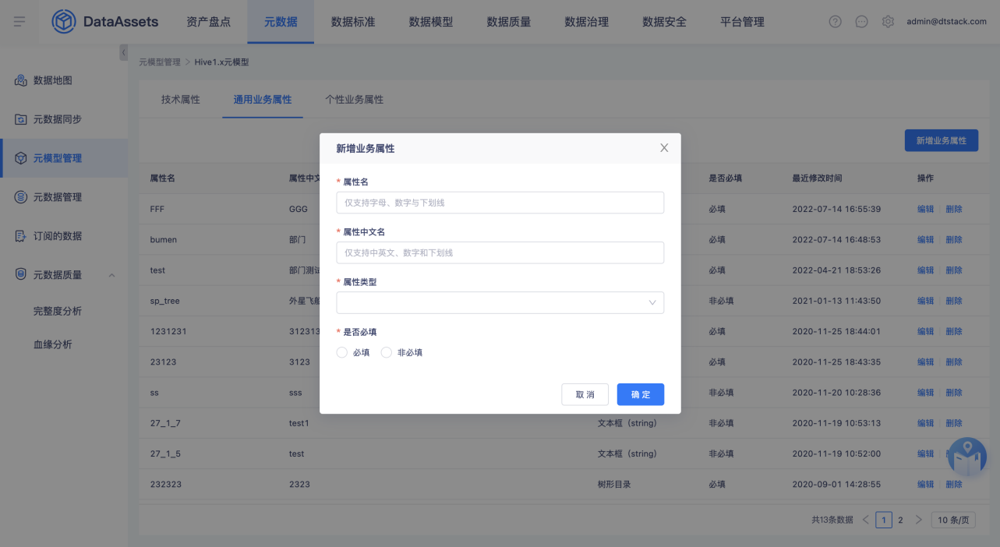 DataAssets 资产盘点 元数据 数据标准 数据模型 数据质量 数据治理 数据安全 平台管理 admin@dtstack.com
元模型管理 > Hive1.x元模型
数据地图
元数据同步
元模型管理
元数据管理
订阅的数据
元数据质量
完整度分析
血缘分析
技术属性 通用业务属性 个性业务属性
新增业务属性
属性名 属性中文 是否必填 最近修改时间 操作
FFF GGG 必填 2022-07-14 16:55:39 编辑 删除
bumen 部门 必填 2022-07-14 16:48:53 编辑 删除
test 部门测试 必填 2022-04-21 18:53:26 编辑 删除
sp_tree 外星飞船 非必填 2021-01-13 11:43:50 编辑 删除
1231231 312313 必填 2020-11-25 18:44:01 编辑 删除
23123 3123 必填 2020-11-25 18:43:35 编辑 删除
ss sss 非必填 2020-11-20 10:28:36 编辑 删除
27_1_7 test1 文本框（string） 非必填 2020-11-19 10:53:13 编辑 删除
27_1_5 test 文本框（string） 非必填 2020-11-19 10:52:00 编辑
232323 2323 树形目录 必填 2020-09-01 14:28:55 编辑 删除
共13条数据 < 1 2 > 10 条/页
新增业务属性
* 属性名
仅支持字母、数字与下划线
* 属性中文名
仅支持中英文、数字和下划线
* 属性类型
* 是否必填
必填 非必填
取 消 确 定